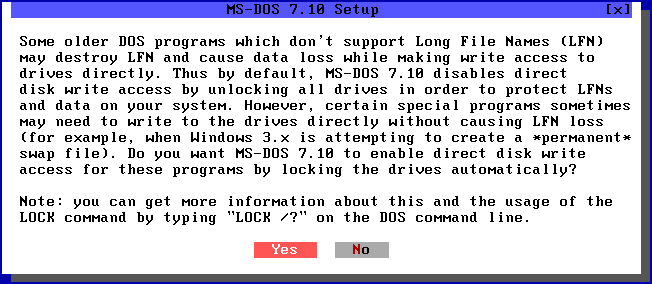 MS-DOS 7.10 Setup [x]
Some older DOS programs which don't support Long File Names (LFN)
may destroy LFN and cause data loss while making write access to
drives directly. Thus by default, MS-DOS 7.10 disables direct
disk write access by unlocking all drives in order to protect LFNs
and data on your system. However, certain special programs sometimes
may need to write to the drives directly without causing LFN loss
(for example, when Windows 3.x is attempting to create a *permanent*
swap file). Do you want MS-DOS 7.10 to enable direct disk write
access for these programs by locking the drives automatically?
Note: you can get more information about this and the usage of the
LOCK command by typing "LOCK /?" on the DOS command line.
Yes No